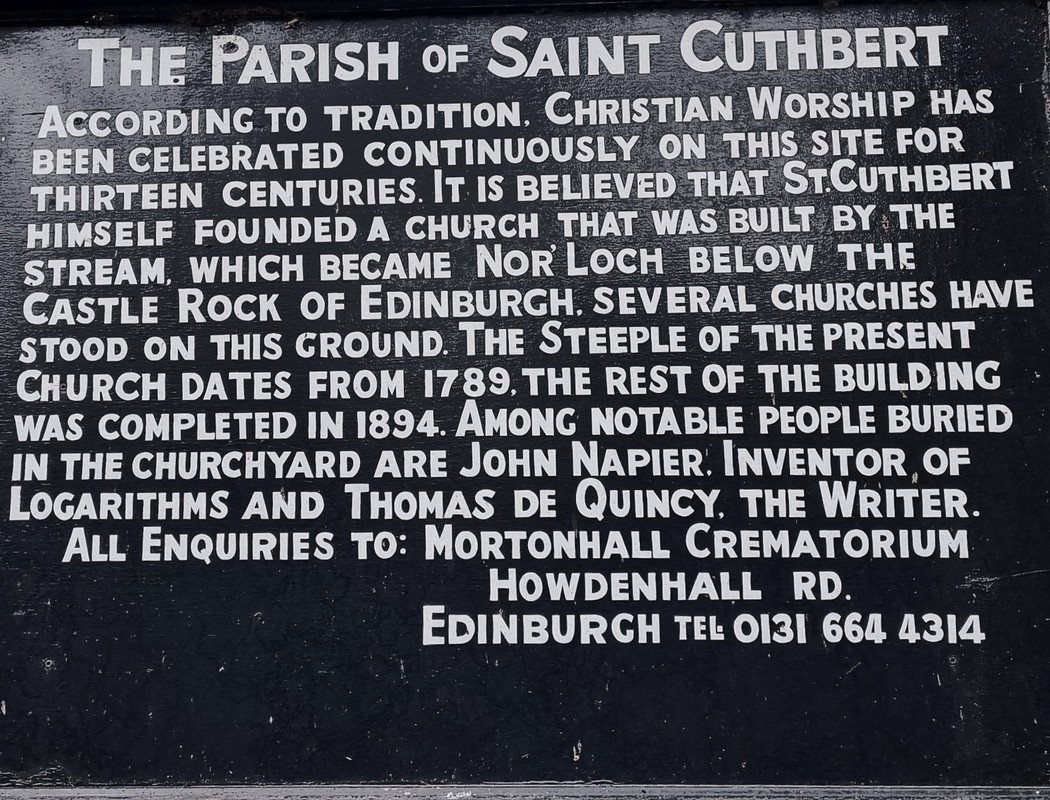 THE PARISH OF SAINT CUTHBERT
ACCORDING TO TRADITION, CHRISTIAN WORSHIP HAS
BEEN CELEBRATED CONTINUOUSLY ON THIS SITE FOR
THIRTEEN CENTURIES. IT IS BELIEVED THAT ST.CUTHBERT
HIMSELF FOUNDED A CHURCH THAT WAS BUILT BY THE
STREAM, WHICH BECAME NOR' LOCH BELOW THE
CASTLE ROCK OF EDINBURGH, SEVERAL CHURCHES HAVE
STOOD ON THIS GROUND. THE STEEPLE OF THE PRESENT
CHURCH DATES FROM 1789, THE REST OF THE BUILDING
WAS COMPLETED IN 1894. AMONG NOTABLE PEOPLE BURIED
IN THE CHURCHYARD ARE JOHN NAPIER, INVENTOR OF
LOGARITHMS AND THOMAS DE QUINCY, THE WRITER.
ALL ENQUIRIES TO: MORTONHALL CREMATORIUM
HOWDENHALL RD.
EDINBURGH TEL 0131 664 4314